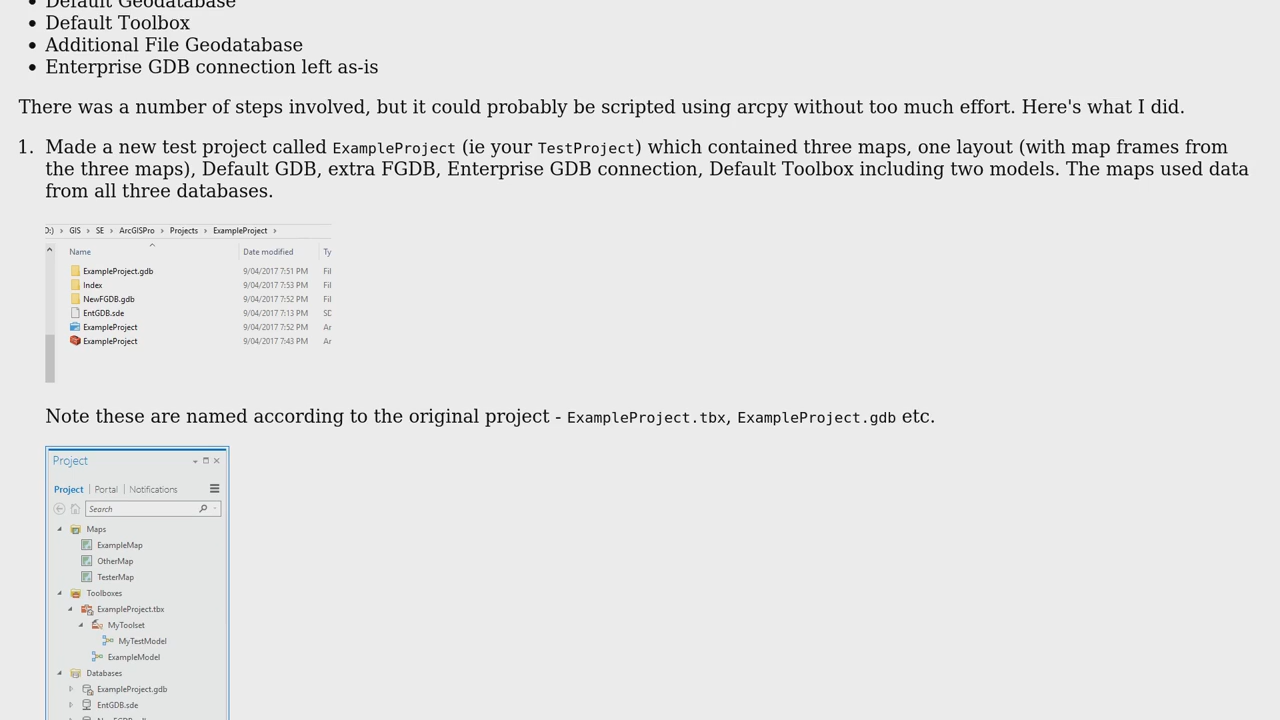 Default Geodatabase
Default Toolbox
Additional File Geodatabase
Enterprise GDB connection left as-is
There was a number of steps involved, but it could probably be scripted using arcpy without too much effort. Here's what I did.
1. Made a new test project called ExampleProject (ie your TestProject) which contained three maps, one layout (with map frames from
the three maps), Default GDB, extra FGDB, Enterprise GDB connection, Default Toolbox including two models. The maps used data
from all three databases.
D:) > GIS > SE > ArcGISPro > Projects > ExampleProject >
Name Date modified Ty
ExampleProject.gdb 9/04/2017 7:51 PM Fil
Index 9/04/2017 7:53 PM Fil
NewFGDB.gdb 9/04/2017 7:52 PM Fil
EntGDB.sde 9/04/2017 7:13 PM SD
ExampleProject 9/04/2017 7:52 PM Ar
ExampleProject 9/04/2017 7:43 PM Ar
Note these are named according to the original project - ExampleProject.tbx, ExampleProject.gdb etc.
Project
Project | Portal | Notifications
Search
Maps
ExampleMap
OtherMap
TesterMap
Toolboxes
ExampleProject.tbx
MyToolset
MyTestModel
ExampleModel
Databases
ExampleProject.gdb
EntGDB.sde